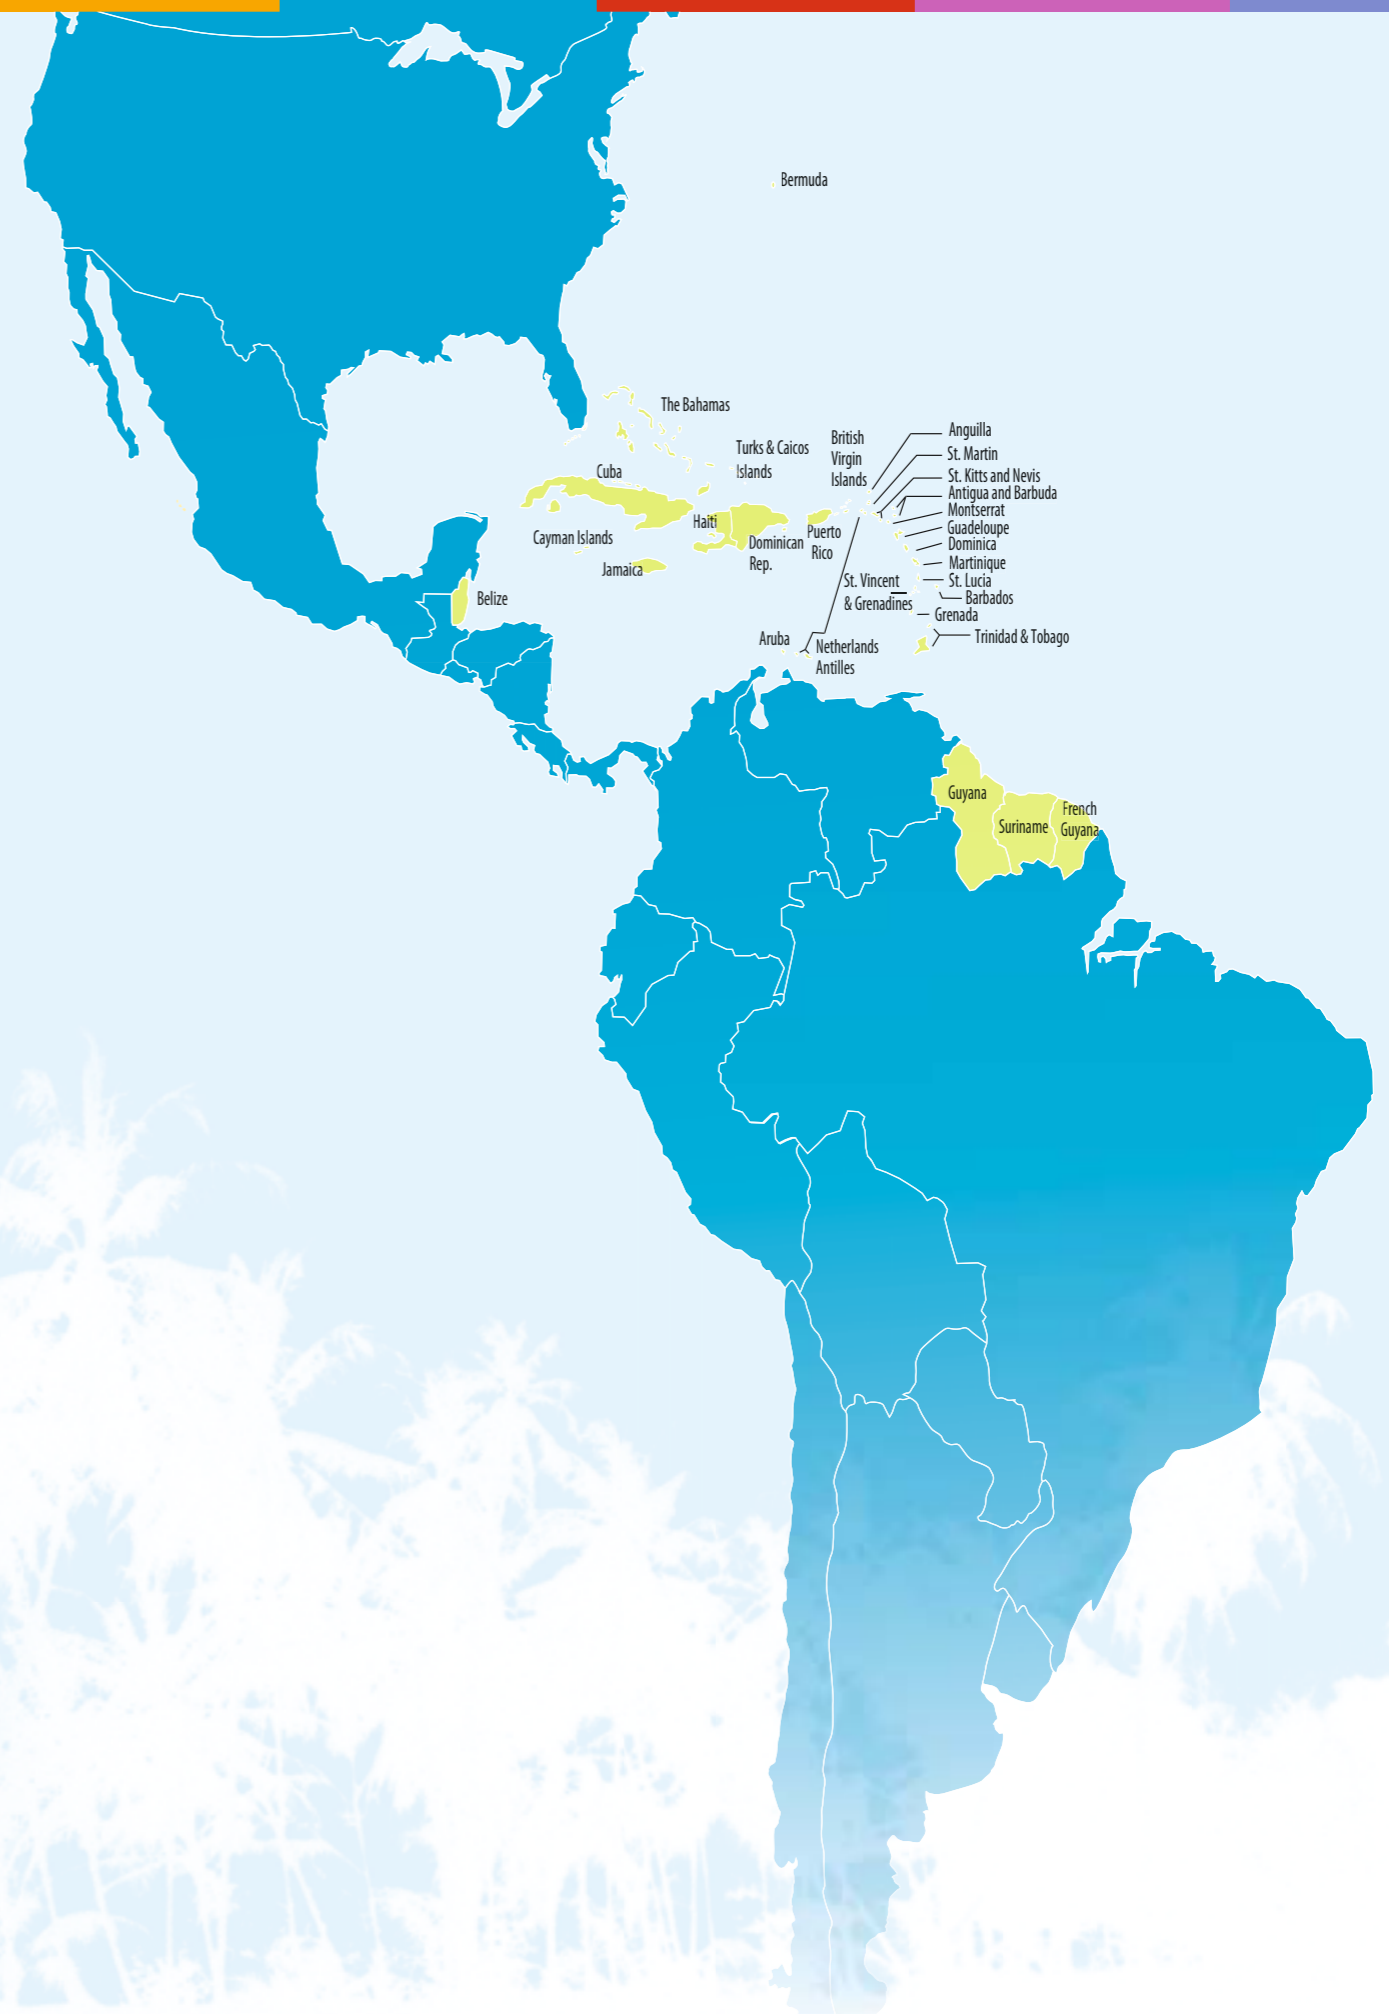 Bermuda
The Bahamas
Turks & Caicos
Islands
British
Virgin
Islands
Anguilla
St. Martin
St. Kitts and Nevis
Antigua and Barbuda
Montserrat
Guadeloupe
Dominica
Martinique
St. Lucia
Barbados
Grenada
Trinidad & Tobago
Cuba
Cayman Islands
Haiti
Dominican
Rep.
Puerto
Rico
Jamaica
St. Vincent
& Grenadines
Belize
Aruba
Netherlands
Antilles
Guyana
Suriname
French
Guyana